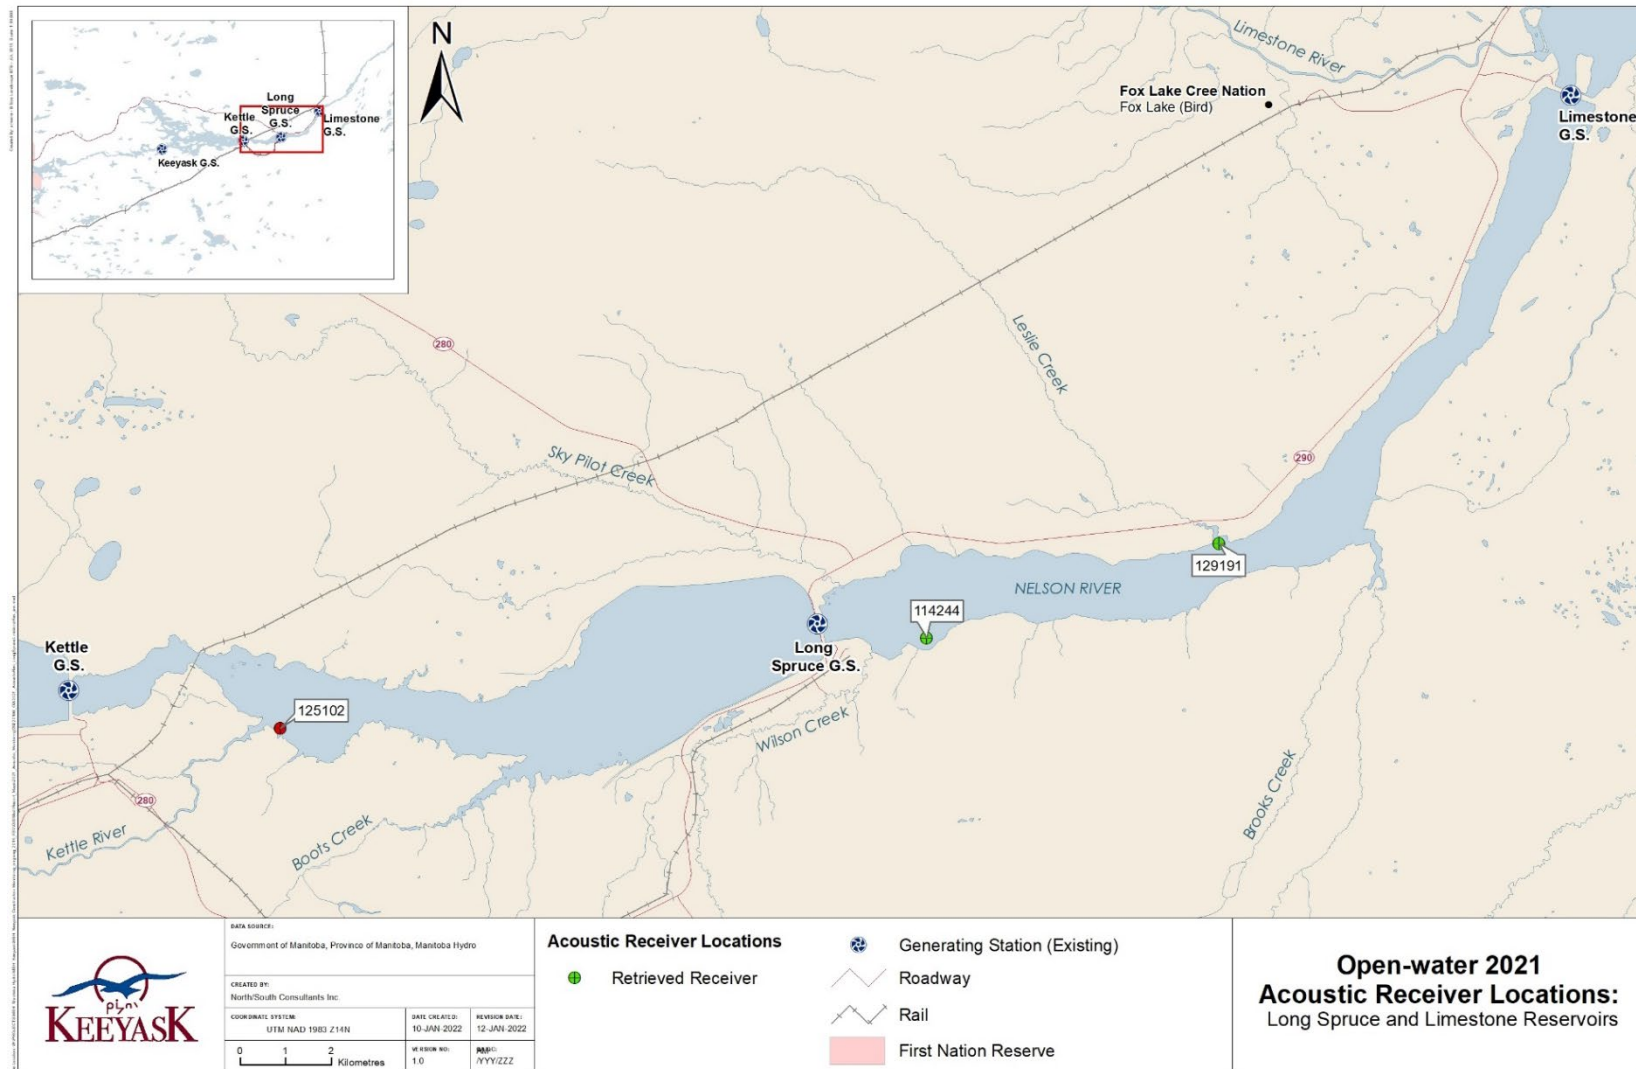 Kettle
G.S.
Long
Spruce
G.S.
Limestone
G.S.
Keeyask G.S.
N
Limestone River
Fox Lake Cree Nation
Fox Lake (Bird)
Limestone
G.S.
280
Leslie Creek
Sky Pilot Creek
290
129191
NELSON RIVER
114244
Kettle
G.S.
Long
Spruce G.S.
125102
Wilson Creek
280
Kettle River
Boots Creek
Brooks Creek
KEEYASK
DATA SOURCE:
Government of Manitoba, Province of Manitoba, Manitoba Hydro
CREATED BY:
North/South Consultants Inc.
COORDINATE SYSTEM:
UTM NAD 1983 Z14N
DATE CREATED:
10-JAN-2022
REVISION DATE:
12-JAN-2022
0 1 2
Kilometres
VERSION NO:
1.0
/YYY/ZZZ
Acoustic Receiver Locations
Retrieved Receiver
Generating Station (Existing)
Roadway
Rail
First Nation Reserve
Open-water 2021
Acoustic Receiver Locations:
Long Spruce and Limestone Reservoirs